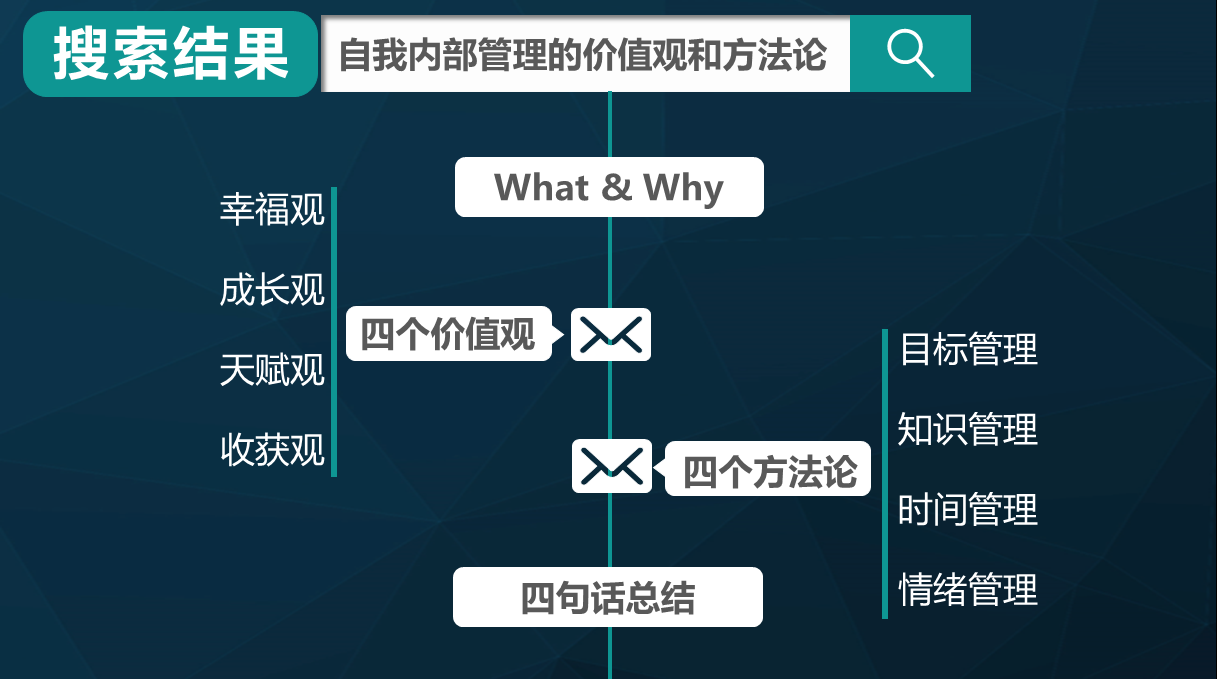 搜索结果
自我内部管理的价值观和方法论
What & Why
幸福观
成长观
天赋观
收获观
四个价值观
四个方法论
目标管理
知识管理
时间管理
情绪管理
四句话总结